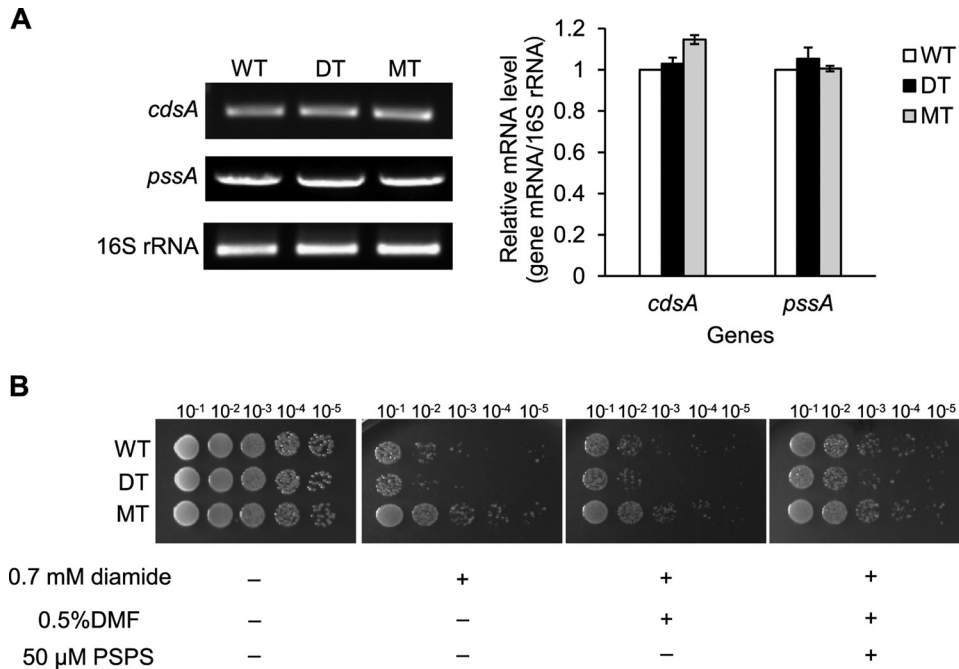 A
WT DT MT
cdsA
pssA
16S rRNA
Relative mRNA level
(gene mRNA/16S rRNA)
1.2
1
0.8
0.6
0.4
0.2
0
cdsA pssA
Genes
WT
DT
MT
B
10-1 10-2 10-3 10-4 10-5 10-1 10-2 10-3 10-4 10-5 10-1 10-2 10-3 10-4 10-5 10-1 10-2 10-3 10-4 10-5
WT
DT
MT
0.7 mM diamide – + + +
0.5%DMF – – + +
50 µM PSPS – – – +